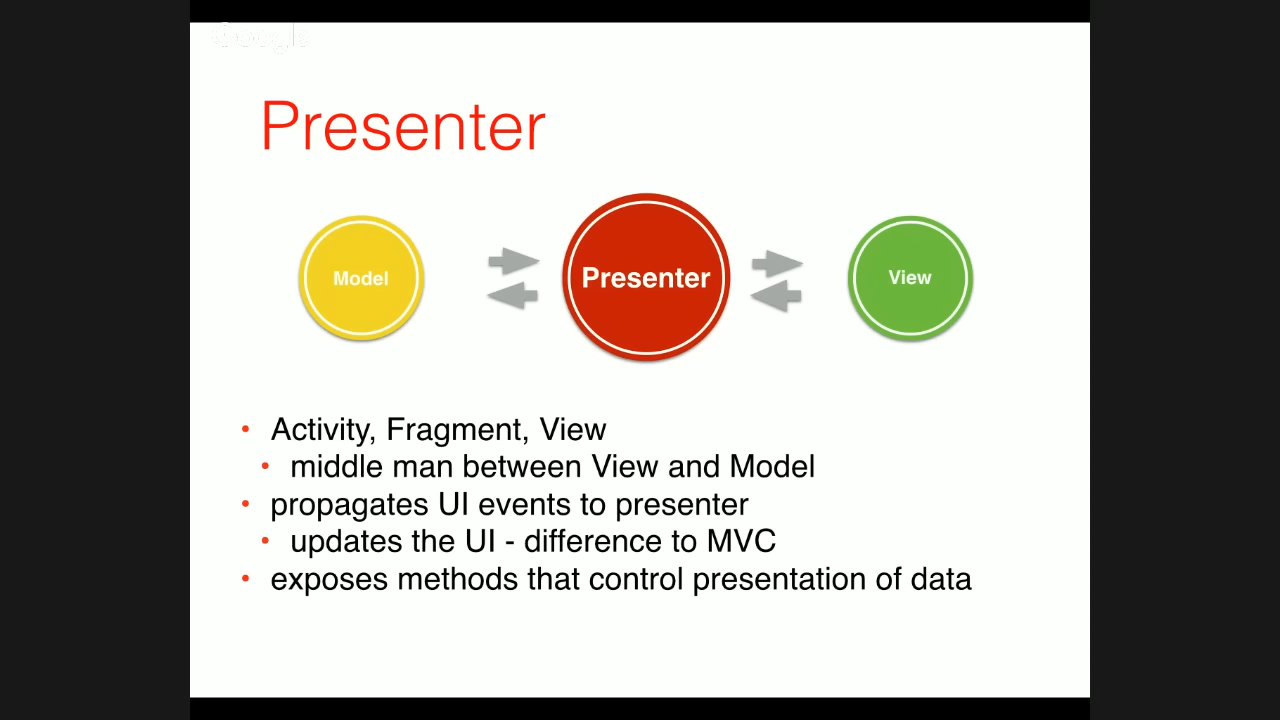 Google
Presenter
Model
Presenter
View
• Activity, Fragment, View
• middle man between View and Model
• propagates UI events to presenter
• updates the UI - difference to MVC
• exposes methods that control presentation of data